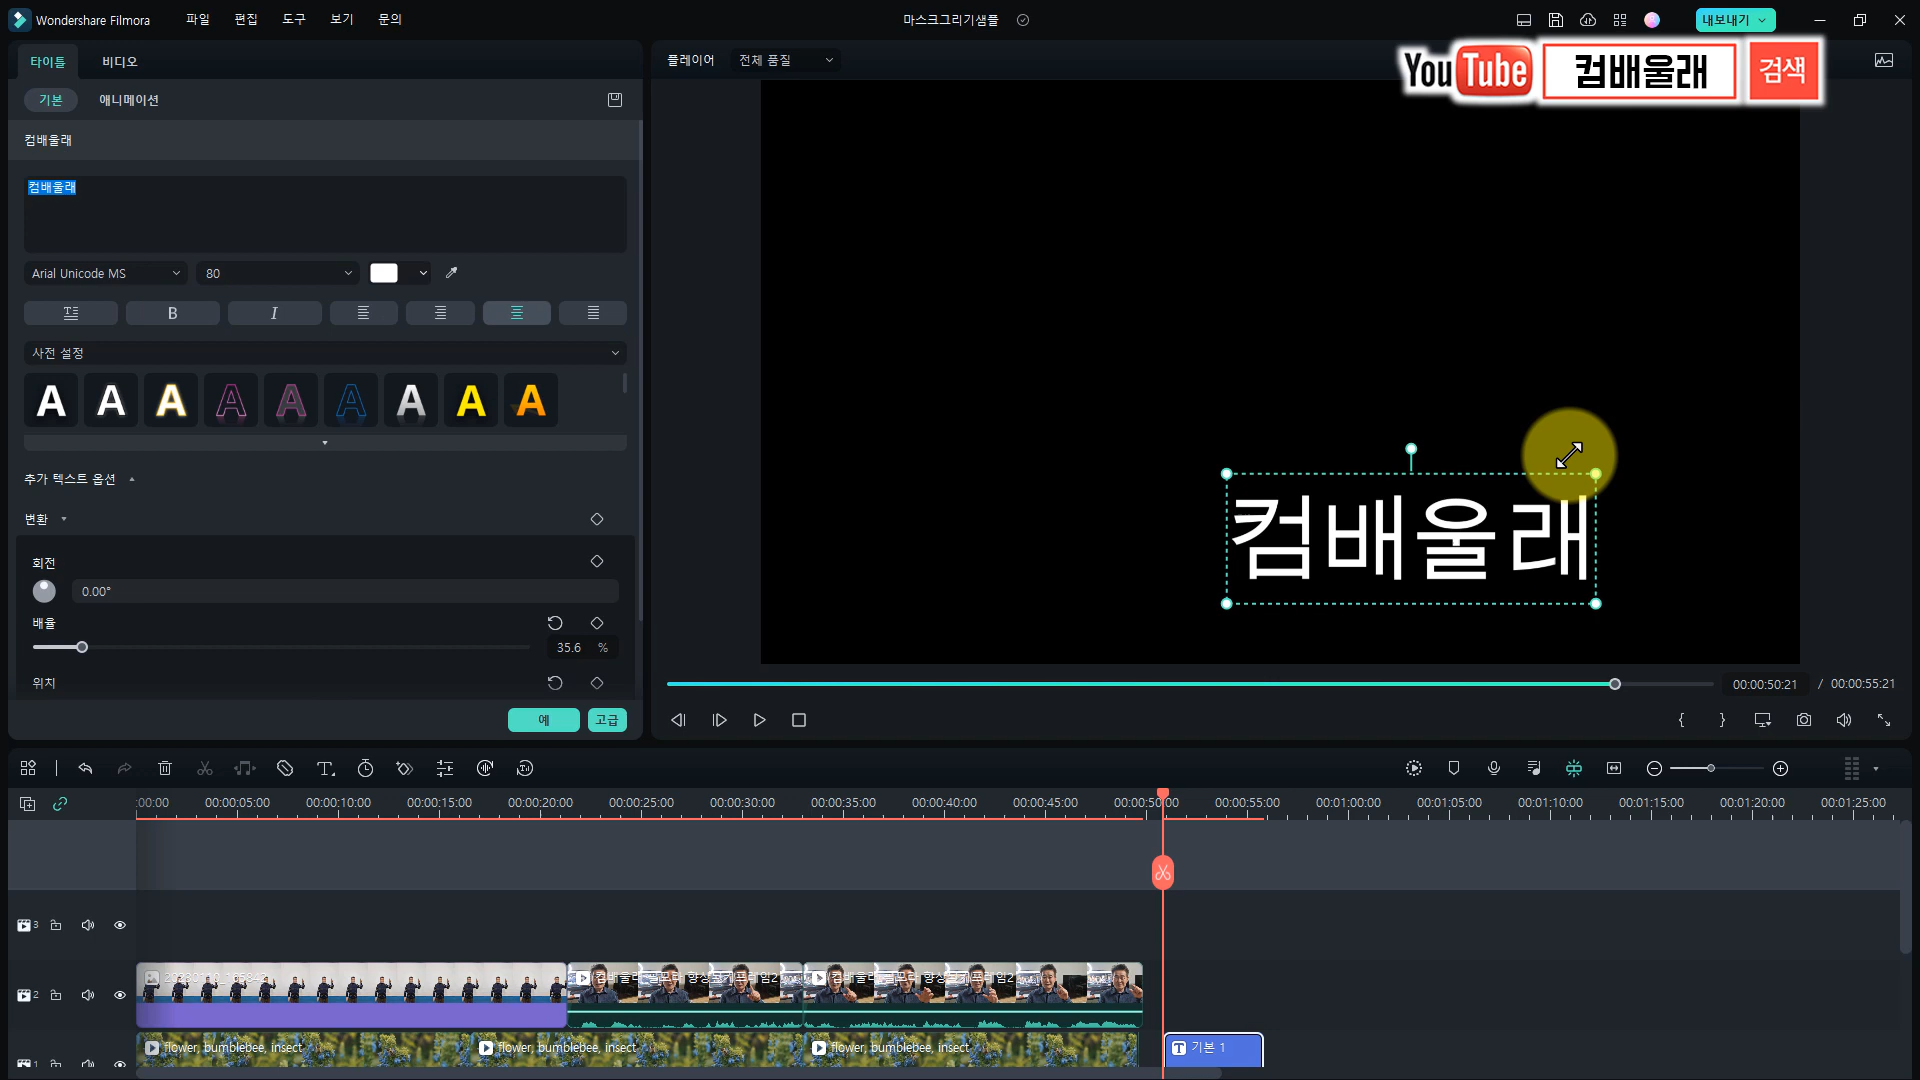 Wondershare Filmora
파일
편집
도구
보기
문의
마스크그리기샘플
내보내기
타이틀
비디오
플레이어
전체 품질
YouTube
컴배울래
검색
기본
애니메이션
컴배울래
컴배울래
Arial Unicode MS
80
B
I
사전 설정
A A A A A A A A A
추가 텍스트 옵션
변환
회전
0.00°
배율
35.6 %
위치
예
고급
컴배울래
00:00:50:21 / 00:00:55:21
:00:00
00:00:05:00
00:00:10:00
00:00:15:00
00:00:20:00
00:00:25:00
00:00:30:00
00:00:35:00
00:00:40:00
00:00:45:00
00:00:50:00
00:00:55:00
00:01:00:00
00:01:05:00
00:01:10:00
00:01:15:00
00:01:20:00
00:01:25:00
3
2
1
flower, bumblebee, insect
flower, bumblebee, insect
flower, bumblebee, insect
기본 1